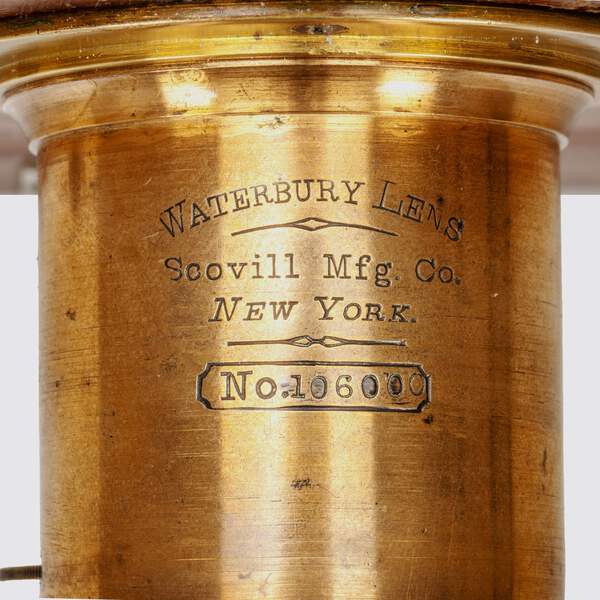 WATERBURY LENS
Scovill Mfg. Co.
NEW YORK.
No.106000